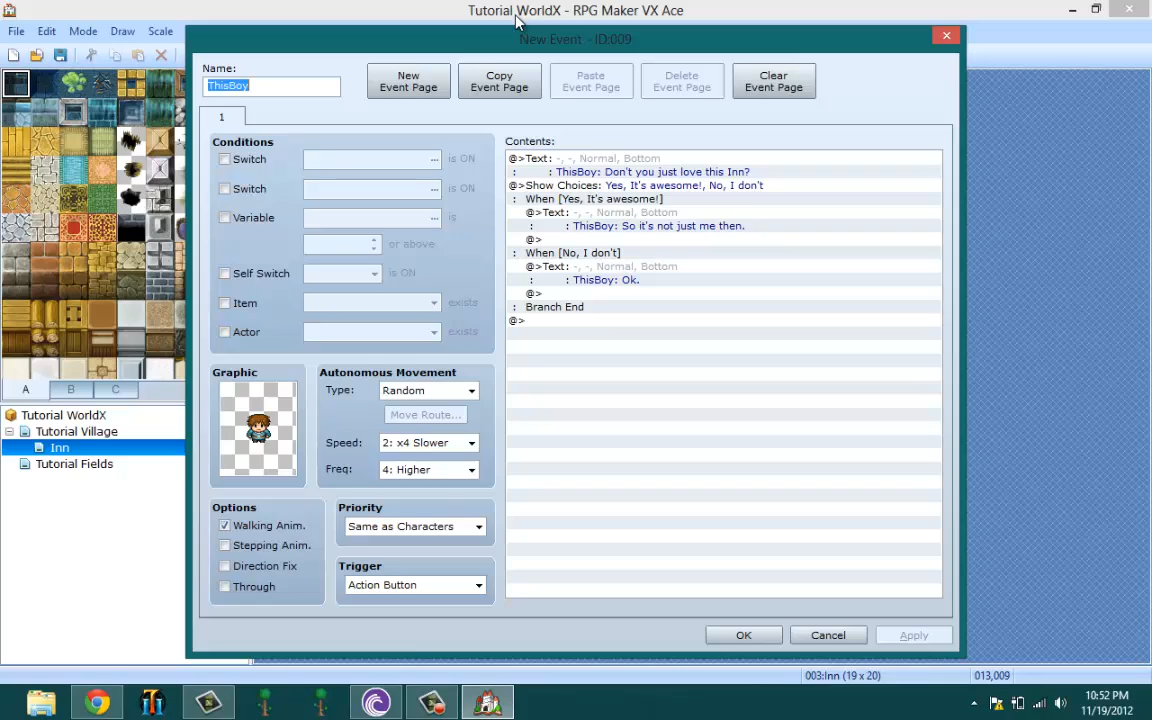 Tutorial WorldX - RPG Maker VX Ace
File Edit Mode Draw Scale
New Event - ID:009
Name:
ThisBoy
New Event Page
Copy Event Page
Paste Event Page
Delete Event Page
Clear Event Page
1
Conditions
Switch ... is ON
Switch ... is ON
Variable ... is
or above
Self Switch is ON
Item exists
Actor exists
Graphic
Autonomous Movement
Type: Random
Move Route...
Speed: 2: x4 Slower
Freq: 4: Higher
Options
Walking Anim.
Stepping Anim.
Direction Fix
Through
Priority
Same as Characters
Trigger
Action Button
Contents:
@>Text: -, -, Normal, Bottom
: : ThisBoy: Don't you just love this Inn?
@>Show Choices: Yes, It's awesome!, No, I don't
: When [Yes, It's awesome!]
@>Text: -, -, Normal, Bottom
: : ThisBoy: So it's not just me then.
@>
: When [No, I don't]
@>Text: -, -, Normal, Bottom
: : ThisBoy: Ok.
@>
: Branch End
@>
OK Cancel Apply
A B C
Tutorial WorldX
Tutorial Village
Inn
Tutorial Fields
003:Inn (19 x 20) 013,009
10:52 PM
11/19/2012